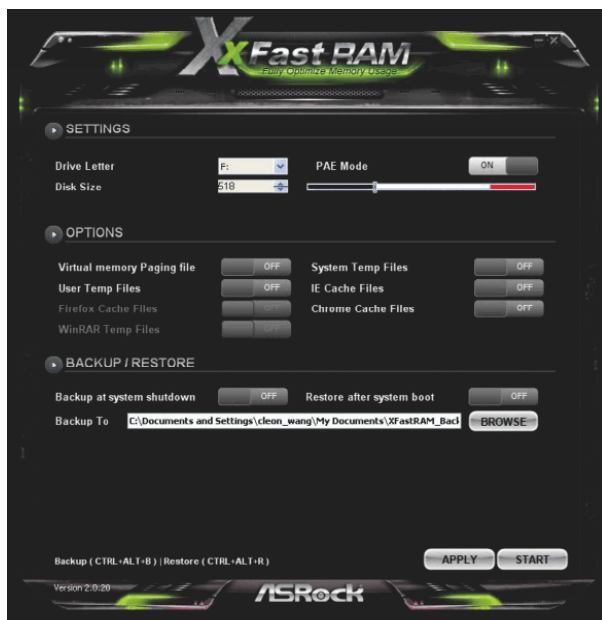 XFast RAM
Fully Optimize Memory Usage
SETTINGS
Drive Letter F: PAE Mode ON
Disk Size 518
OPTIONS
Virtual memory Paging file OFF System Temp Files OFF
User Temp Files OFF IE Cache Files OFF
Firefox Cache Files OFF Chrome Cache Files OFF
WinRAR Temp Files OFF
BACKUP / RESTORE
Backup at system shutdown OFF Restore after system boot OFF
Backup To C:\Documents and Settings\cleon_wang\My Documents\XFastRAM_Back BROWSE
Backup ( CTRL+ALT+B ) | Restore ( CTRL+ALT+R ) APPLY START
Version 2.0.20
ASRock